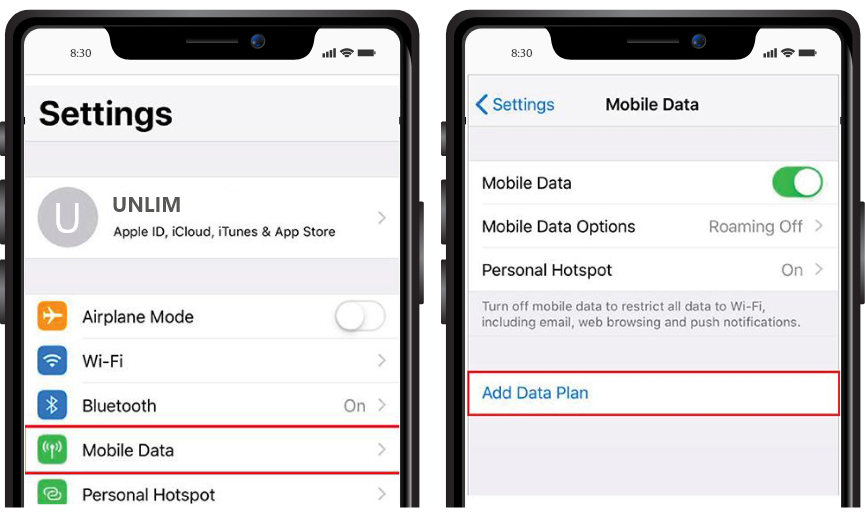 8:30
Settings
U
UNLIM
Apple ID, iCloud, iTunes & App Store
Airplane Mode
Wi-Fi
Bluetooth On
Mobile Data
Personal Hotspot
8:30
Settings Mobile Data
Mobile Data
Mobile Data Options Roaming Off
Personal Hotspot On
Turn off mobile data to restrict all data to Wi-Fi,
including email, web browsing and push notifications.
Add Data Plan